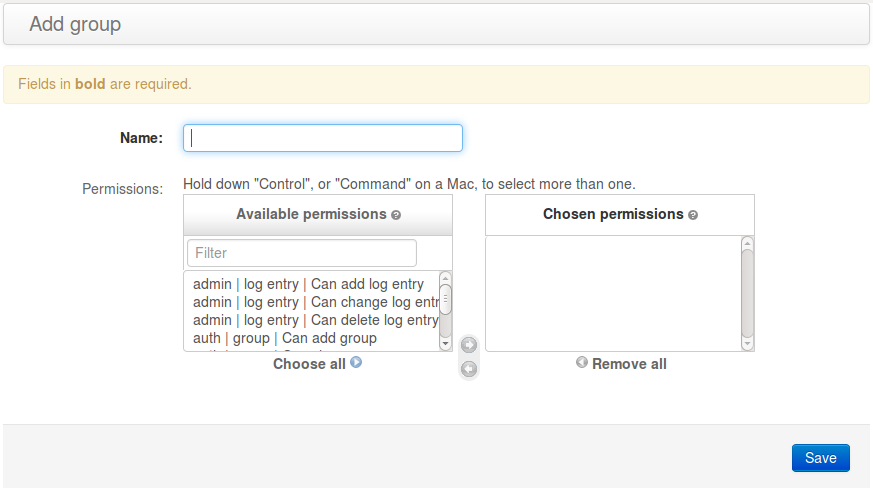 Add group
Fields in bold are required.
Name:
Permissions:
Hold down "Control", or "Command" on a Mac, to select more than one.
Available permissions
Filter
admin | log entry | Can add log entry
admin | log entry | Can change log entr
admin | log entry | Can delete log entry
auth | group | Can add group
Choose all
Chosen permissions
Remove all
Save